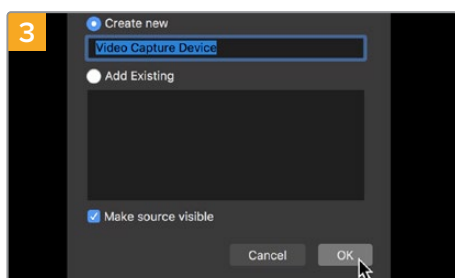 3
Create new
Video Capture Device
Add Existing
Make source visible
Cancel OK